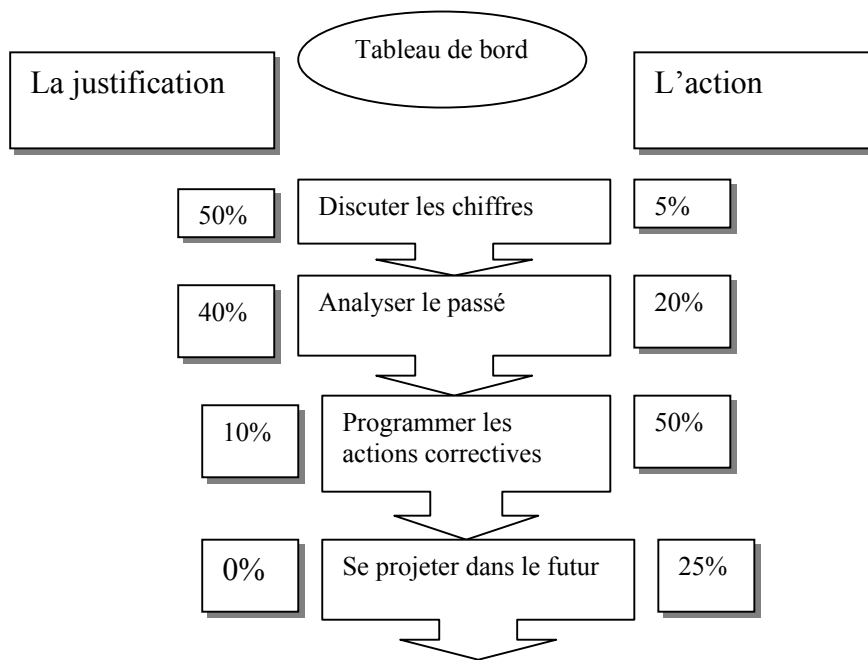 Tableau de bord
La justification
L’action
50%
Discuter les chiffres
5%
40%
Analyser le passé
20%
10%
Programmer les
actions correctives
50%
0%
Se projeter dans le futur
25%